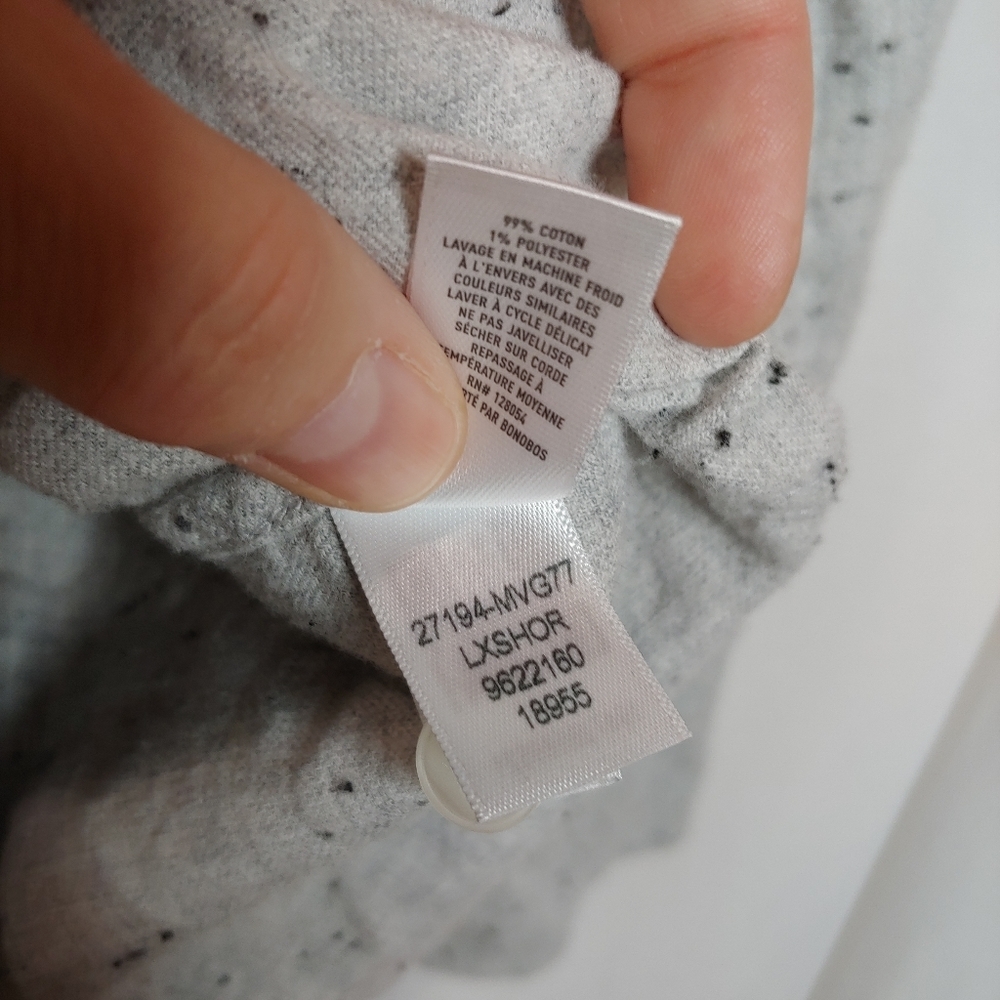 99% COTON
1% POLYESTER
LAVAGE EN MACHINE FROID
À L'ENVERS AVEC DES
COULEURS SIMILAIRES
LAVER À CYCLE DÉLICAT
NE PAS JAVELLISER
SÉCHER SUR CORDE
REPASSAGE À
TEMPÉRATURE MOYENNE
RN# 128054
PAR BONOBOS
27194-MVG77
LXSHOR
9622160
18955